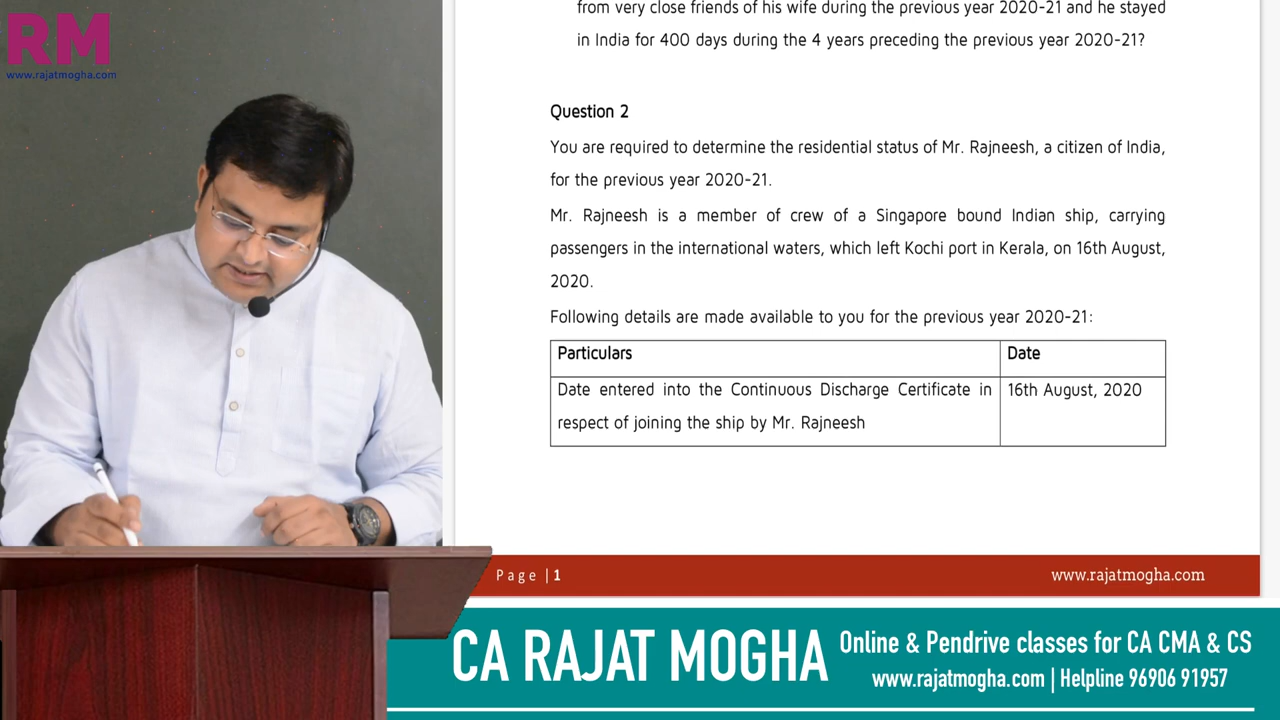 RM
www.rajatmogha.com
from very close friends of his wife during the previous year 2020-21 and he stayed
in India for 400 days during the 4 years preceding the previous year 2020-21?
Question 2
You are required to determine the residential status of Mr. Rajneesh, a citizen of India,
for the previous year 2020-21.
Mr. Rajneesh is a member of crew of a Singapore bound Indian ship, carrying
passengers in the international waters, which left Kochi port in Kerala, on 16th August,
2020.
Following details are made available to you for the previous year 2020-21:
Particulars Date
Date entered into the Continuous Discharge Certificate in 16th August, 2020
respect of joining the ship by Mr. Rajneesh
Page | 1 www.rajatmogha.com
CA RAJAT MOGHA
Online & Pendrive classes for CA CMA & CS
www.rajatmogha.com | Helpline 96906 91957